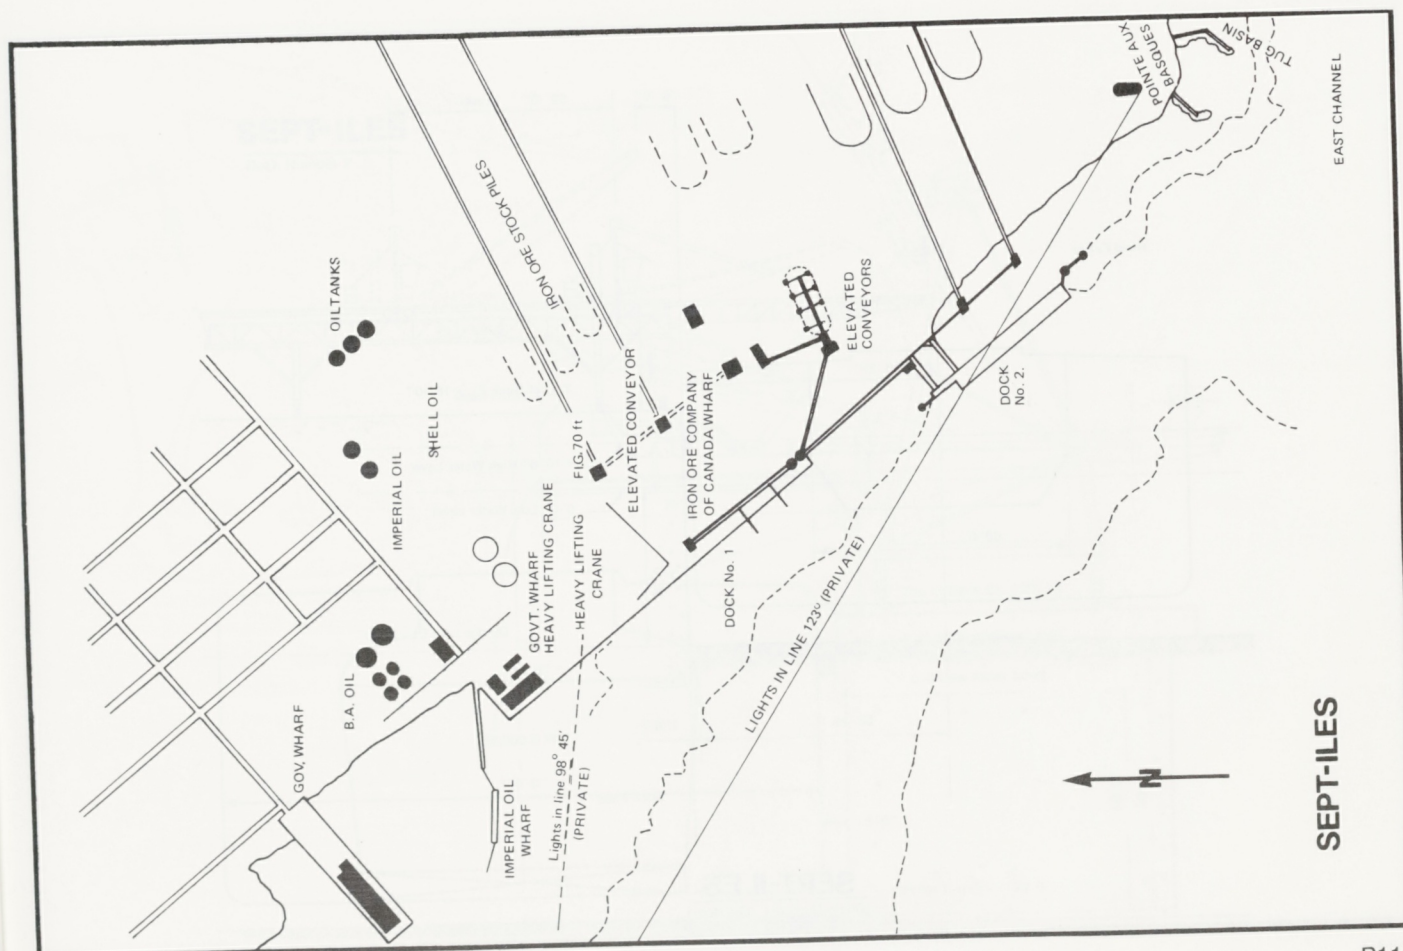 SEPT-ILES
N
GOV. WHARF
B.A. OIL
IMPERIAL OIL
SHELL OIL
OIL TANKS
IRON ORE STOCK PILES
GOVT. WHARF
HEAVY LIFTING CRANE
HEAVY LIFTING
CRANE
F.I.G. 70 ft
ELEVATED CONVEYOR
IRON ORE COMPANY
OF CANADA WHARF
ELEVATED
CONVEYORS
IMPERIAL OIL
WHARF
Lights in line 98° 45'
(PRIVATE)
DOCK No. 1
LIGHTS IN LINE 123° (PRIVATE)
DOCK
No. 2.
POINTE AUX
BASQUES
TUG BASIN
EAST CHANNEL